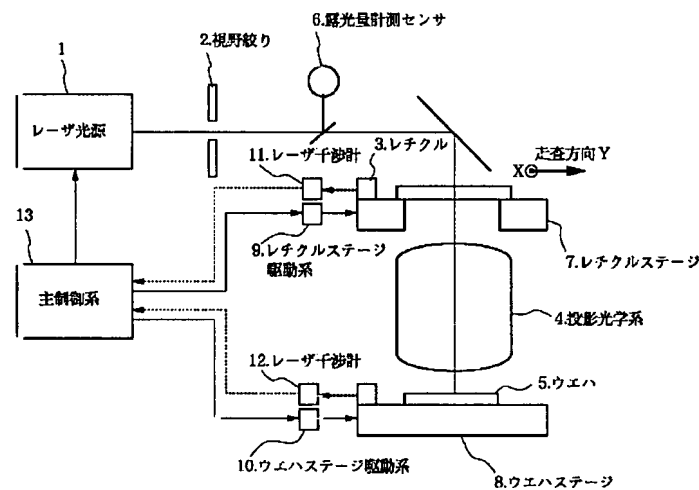 6.露光量計測センサ
2.視野絞り
1
レーザ光源
11.レーザ干渉計
3.レチクル
X
走査方向Y
13
9.レチクルステージ
駆動系
7.レチクルステージ
主制御系
4.投影光学系
12.レーザ干渉計
5.ウエハ
10.ウエハステージ駆動系
8.ウエハステージ